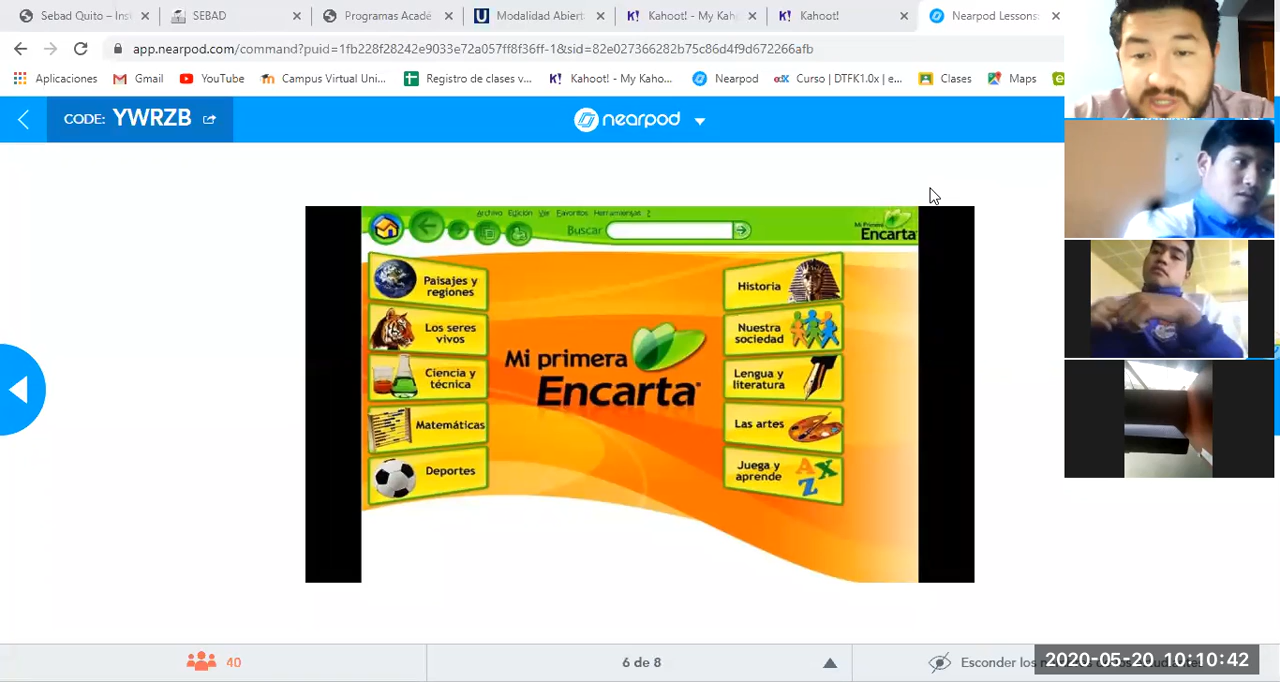 Sebad Quito – Ins
SEBAD
Programas Acadé
Modalidad Abiert
Kahoot! - My Kah
Kahoot!
Nearpod Lessons:
app.nearpod.com/command?puid=1fb228f28242e9033e72a057ff8f36ff-1&sid=82e027366282b75c86d4f9d672266afb
Aplicaciones
Gmail
YouTube
Campus Virtual Uni...
Registro de clases v...
Kahoot! - My Kaho...
Nearpod
Curso | DTFK1.0x | e...
Clases
Maps
CODE: YWRZB
nearpod
Archivo Edición Ver Favoritos Herramientas ?
Buscar
Mi Primera
Encarta
Paisajes y
regiones
Los seres
vivos
Ciencia y
técnica
Matemáticas
Deportes
Mi primera
Encarta
Historia
Nuestra
sociedad
Lengua y
literatura
Las artes
Juega y
aprende
A X
Z
40
6 de 8
Esconder los
2020-05-20 10:10:42